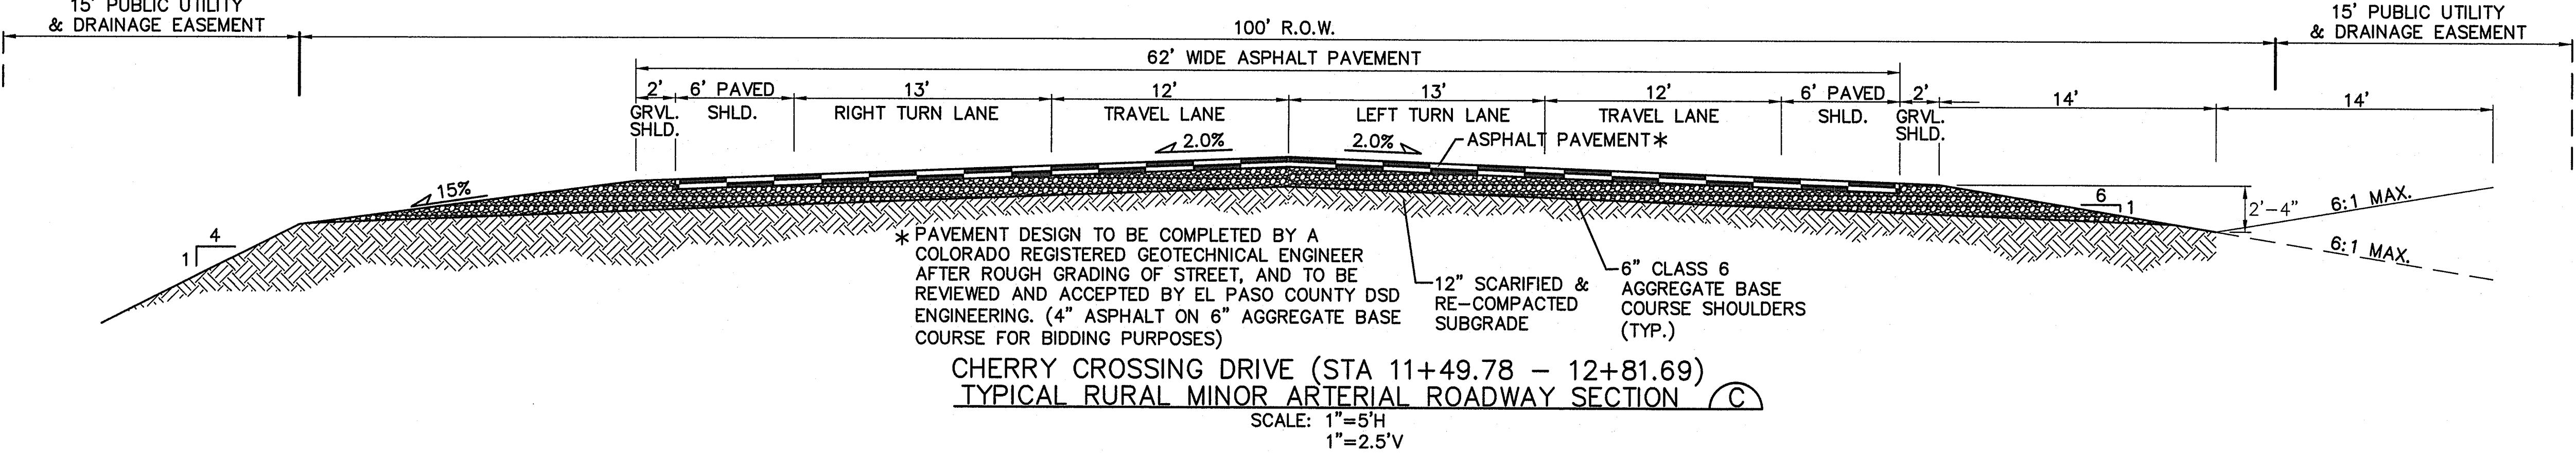 15' PUBLIC UTILITY
& DRAINAGE EASEMENT
100' R.O.W.
15' PUBLIC UTILITY
& DRAINAGE EASEMENT
62' WIDE ASPHALT PAVEMENT
2'
GRVL.
SHLD.
6' PAVED
SHLD.
13'
RIGHT TURN LANE
12'
TRAVEL LANE
13'
LEFT TURN LANE
12'
TRAVEL LANE
6' PAVED
SHLD.
2'
GRVL.
SHLD.
14'
14'
2.0%
2.0%
ASPHALT PAVEMENT*
15%
4
1
6
1
2'-4"
6:1 MAX.
6:1 MAX.
* PAVEMENT DESIGN TO BE COMPLETED BY A
COLORADO REGISTERED GEOTECHNICAL ENGINEER
AFTER ROUGH GRADING OF STREET, AND TO BE
REVIEWED AND ACCEPTED BY EL PASO COUNTY DSD
ENGINEERING. (4" ASPHALT ON 6" AGGREGATE BASE
COURSE FOR BIDDING PURPOSES)
12" SCARIFIED &
RE-COMPACTED
SUBGRADE
6" CLASS 6
AGGREGATE BASE
COURSE SHOULDERS
(TYP.)
CHERRY CROSSING DRIVE (STA 11+49.78 - 12+81.69)
TYPICAL RURAL MINOR ARTERIAL ROADWAY SECTION C
SCALE: 1"=5'H
1"=2.5'V